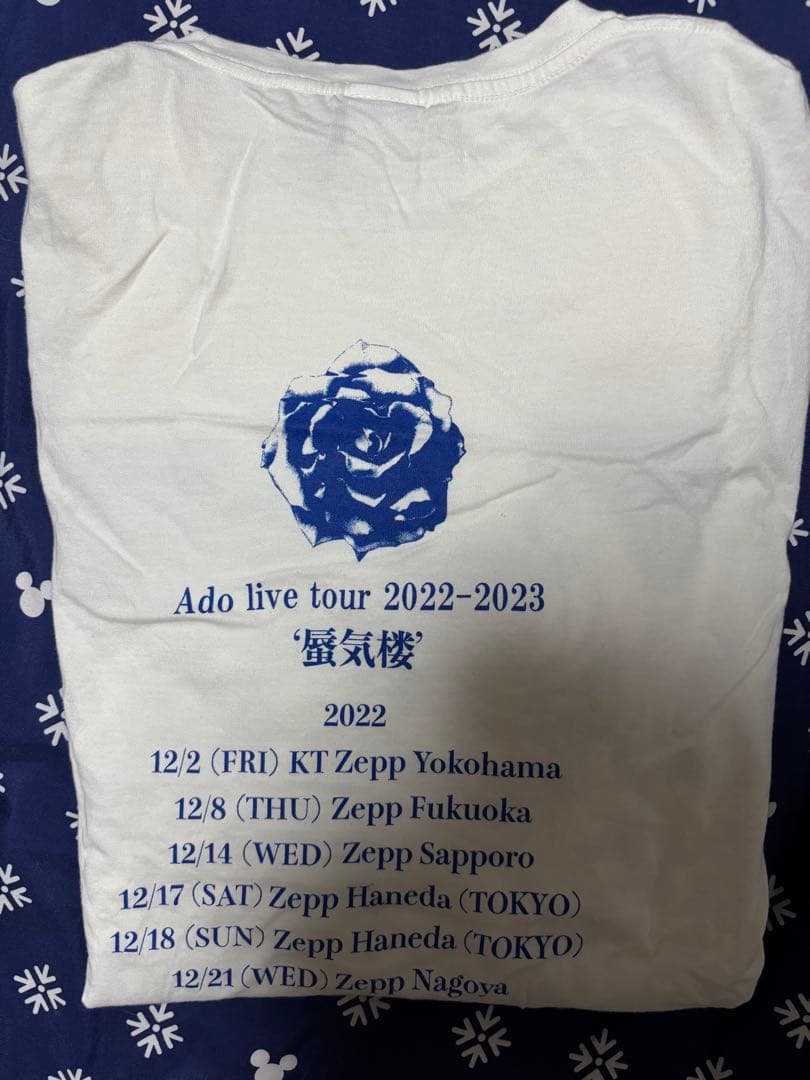 Ado live tour 2022-2023
‘蜃気楼’
2022
12/2 (FRI) KT Zepp Yokohama
12/8 (THU) Zepp Fukuoka
12/14 (WED) Zepp Sapporo
12/17 (SAT) Zepp Haneda (TOKYO)
12/18 (SUN) Zepp Haneda (TOKYO)
12/21 (WED) Zepp Nagoya